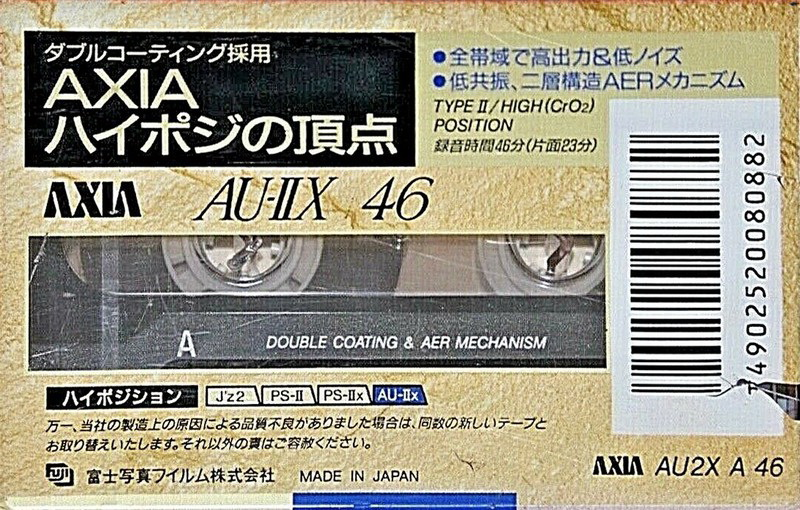 ダブルコーティング採用
AXIA
ハイポジの頂点
●全帯域で高出力&低ノイズ
●低共振、二層構造AERメカニズム
TYPE II/HIGH(CrO2)
POSITION
録音時間46分(片面23分)
AXIA AU-IIX 46
A DOUBLE COATING & AER MECHANISM
ハイポジション J'z2 PS-II PS-IIx AU-IIx
万一、当社の製造上の原因による品質不良がありました場合は、同数の新しいテープと
お取り替えいたします。それ以外の責はご容赦ください。
FUJI 富士写真フイルム株式会社 MADE IN JAPAN
4902520080882
AXIA AU2X A 46